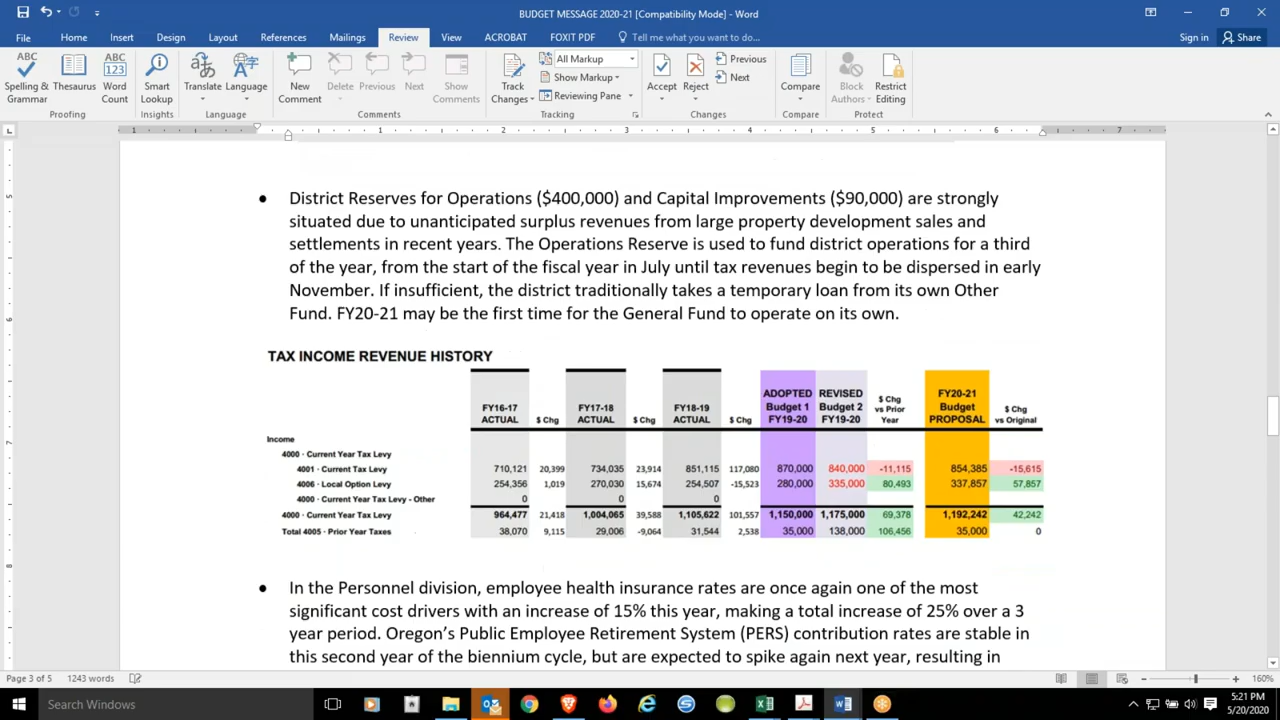 BUDGET MESSAGE 2020-21 [Compatibility Mode] - Word
File Home Insert Design Layout References Mailings Review View ACROBAT FOXIT PDF Tell me what you want to do... Sign in Share
ABC Spelling & Grammar
Thesaurus
ABC 123 Word Count
Smart Lookup
Translate
Language
New Comment
Delete
Previous
Next
Show Comments
Track Changes
All Markup
Show Markup
Reviewing Pane
Accept
Reject
Previous
Next
Compare
Block Authors
Restrict Editing
Proofing Insights Language Comments Tracking Changes Compare Protect
1 1 2 3 4 5 6 7
• District Reserves for Operations ($400,000) and Capital Improvements ($90,000) are strongly
situated due to unanticipated surplus revenues from large property development sales and
settlements in recent years. The Operations Reserve is used to fund district operations for a third
of the year, from the start of the fiscal year in July until tax revenues begin to be dispersed in early
November. If insufficient, the district traditionally takes a temporary loan from its own Other
Fund. FY20-21 may be the first time for the General Fund to operate on its own.
TAX INCOME REVENUE HISTORY
FY16-17 ACTUAL $ Chg FY17-18 ACTUAL $ Chg FY18-19 ACTUAL $ Chg ADOPTED Budget 1 FY19-20 REVISED Budget 2 FY19-20 $ Chg vs Prior Year FY20-21 Budget PROPOSAL $ Chg vs Original
Income
4000 · Current Year Tax Levy
4001 · Current Tax Levy 710,121 20,399 734,035 23,914 851,115 117,080 870,000 840,000 -11,115 854,385 -15,615
4006 · Local Option Levy 254,356 1,019 270,030 15,674 254,507 -15,523 280,000 335,000 80,493 337,857 57,857
4000 · Current Year Tax Levy - Other 0 0 0
4000 · Current Year Tax Levy 964,477 21,418 1,004,065 39,588 1,105,622 101,557 1,150,000 1,175,000 69,378 1,192,242 42,242
Total 4005 · Prior Year Taxes 38,070 9,115 29,006 -9,064 31,544 2,538 35,000 138,000 106,456 35,000 0
• In the Personnel division, employee health insurance rates are once again one of the most
significant cost drivers with an increase of 15% this year, making a total increase of 25% over a 3
year period. Oregon's Public Employee Retirement System (PERS) contribution rates are stable in
this second year of the biennium cycle, but are expected to spike again next year, resulting in
Page 3 of 5 1243 words 160%
Search Windows
5:21 PM
5/20/2020